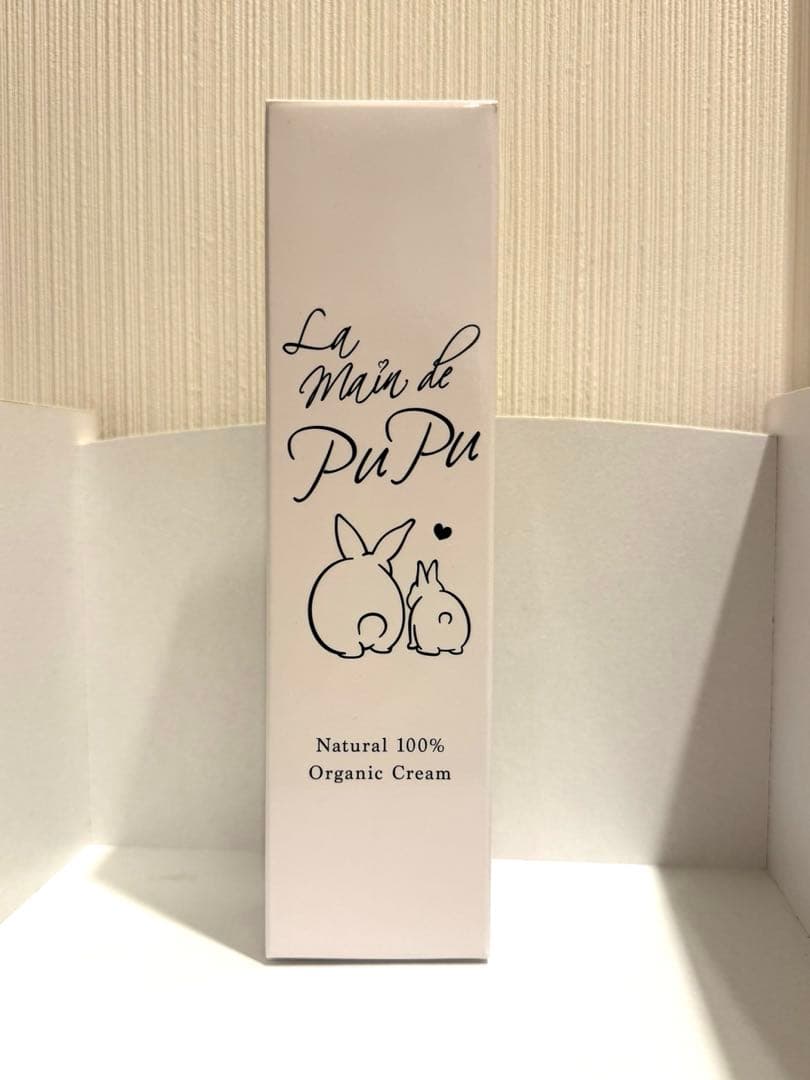 La
Main de
PuPu
Natural 100%
Organic Cream